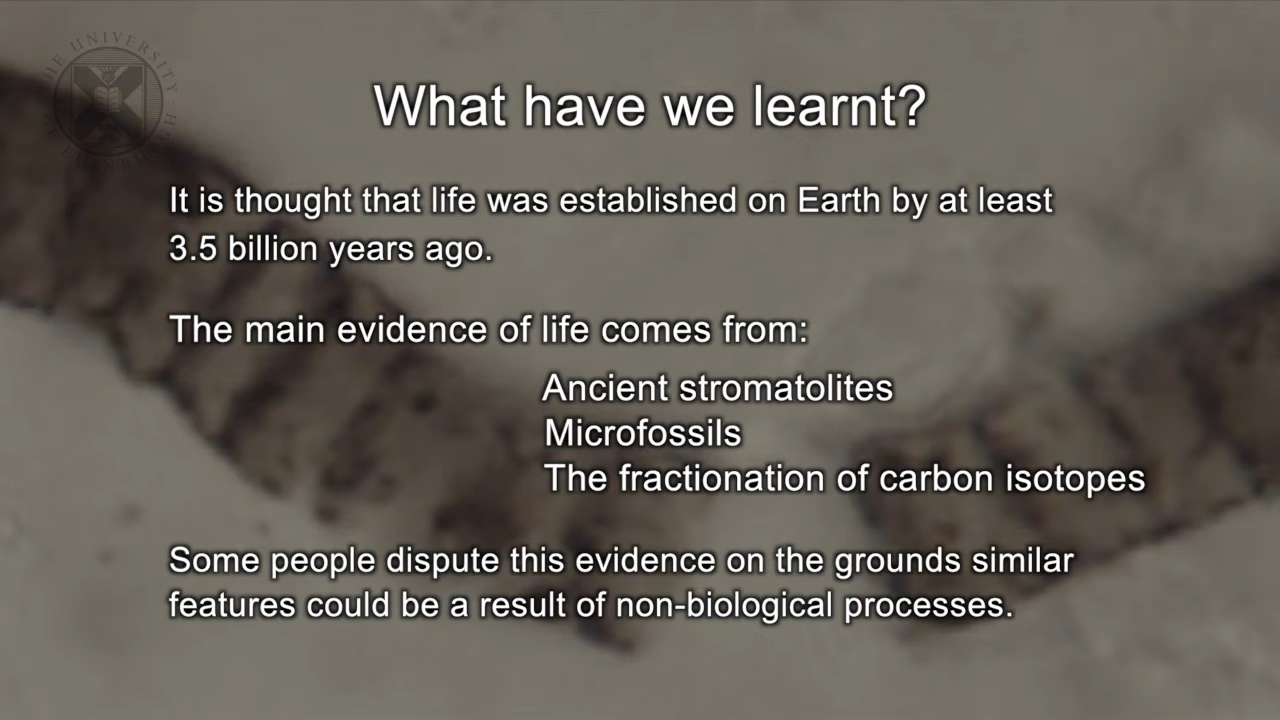 THE UNIVERSITY
What have we learnt?
It is thought that life was established on Earth by at least
3.5 billion years ago.
The main evidence of life comes from:
Ancient stromatolites
Microfossils
The fractionation of carbon isotopes
Some people dispute this evidence on the grounds similar
features could be a result of non-biological processes.